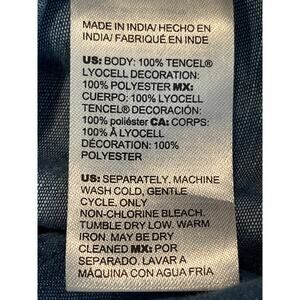 MADE IN INDIA/ HECHO EN
INDIA/ FABRIQUÉ EN INDE
US: BODY: 100% TENCEL®
LYOCELL DECORATION:
100% POLYESTER MX:
CUERPO: 100% LYOCELL
TENCEL® DECORACIÓN:
100% poliéster CA: CORPS:
100% À LYOCELL
DÉCORATION: 100%
POLYESTER
US: SEPARATELY, MACHINE
WASH COLD, GENTLE
CYCLE, ONLY
NON-CHLORINE BLEACH.
TUMBLE DRY LOW. WARM
IRON. MAY BE DRY
CLEANED MX: POR
SEPARADO. LAVAR A
MÁQUINA CON AGUA FRÍA